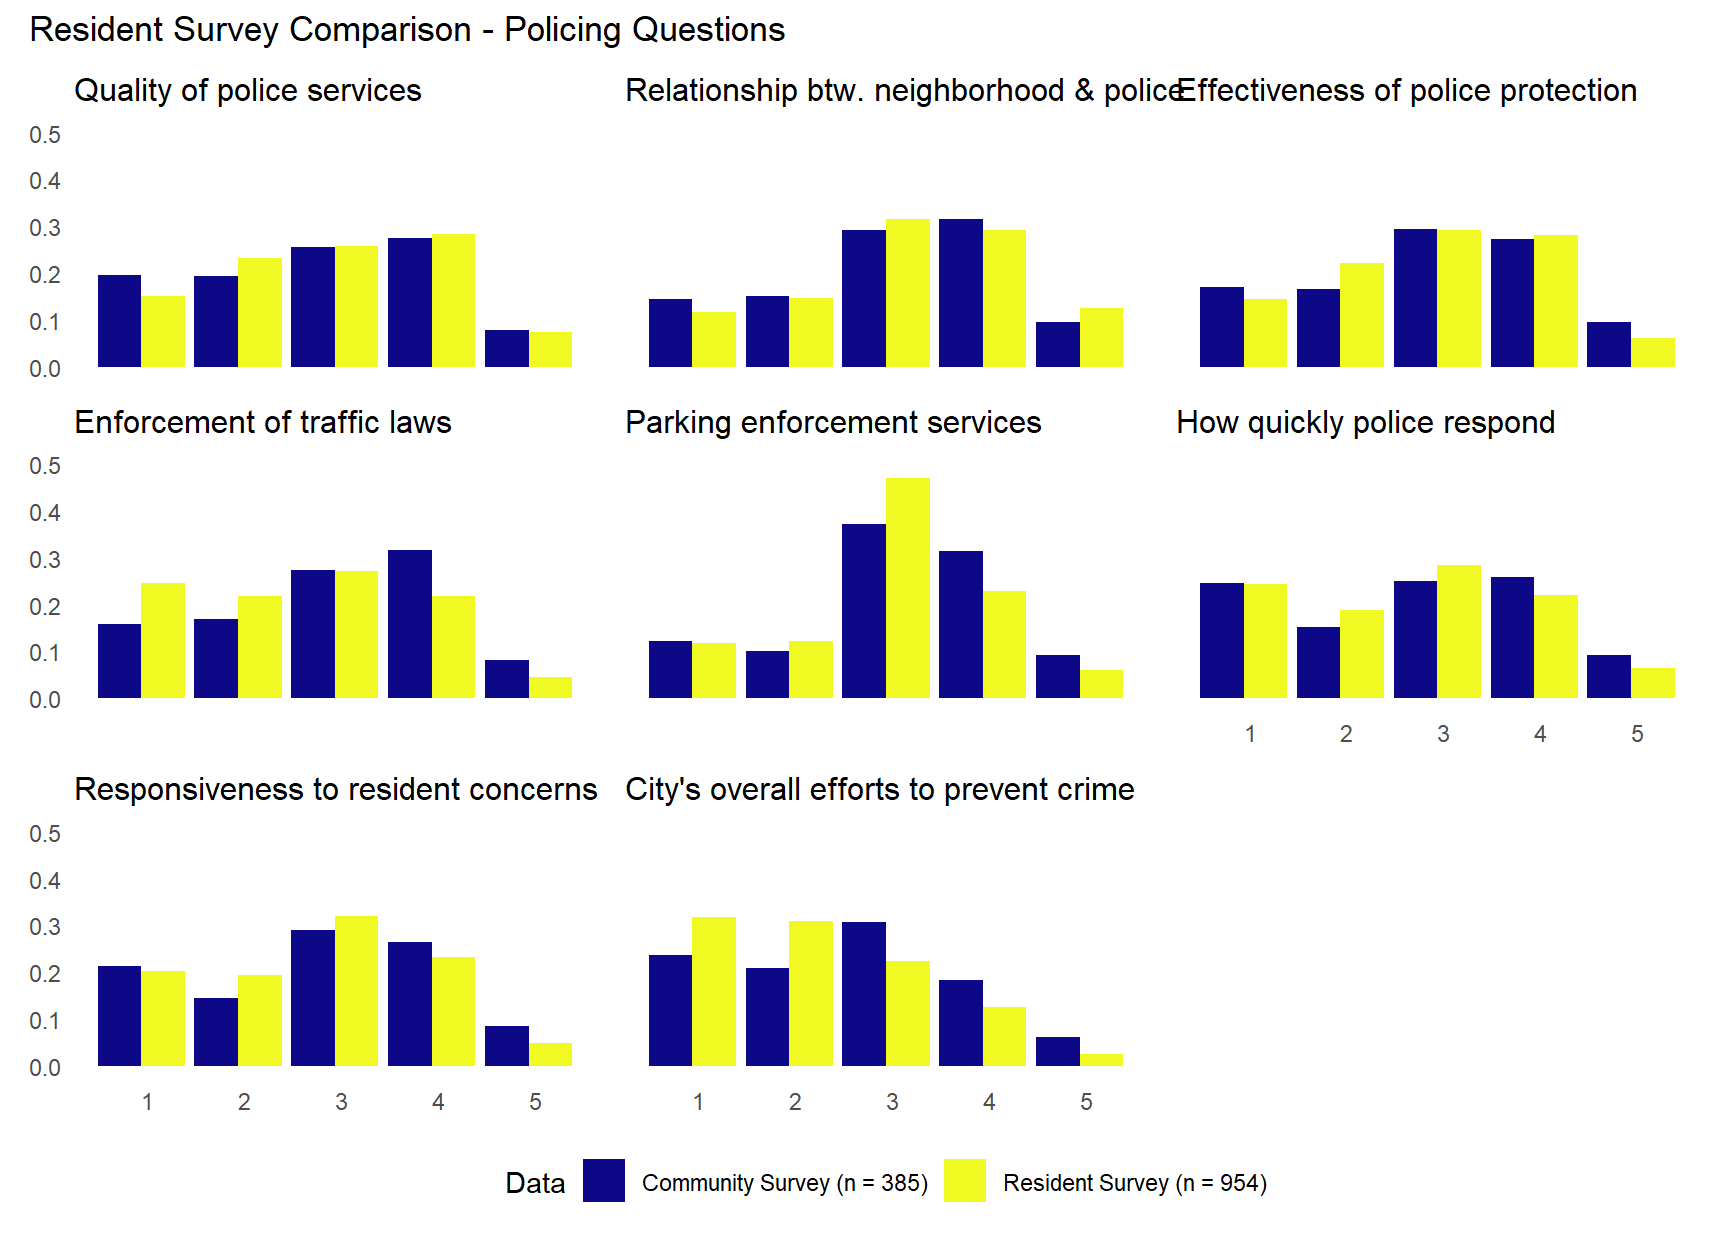 Resident Survey Comparison - Policing Questions
Quality of police services
Relationship btw. neighborhood & police
Effectiveness of police protection
0.5
0.4
0.3
0.2
0.1
0.0
Enforcement of traffic laws
Parking enforcement services
How quickly police respond
0.5
0.4
0.3
0.2
0.1
0.0
1 2 3 4 5
Responsiveness to resident concerns
City's overall efforts to prevent crime
0.5
0.4
0.3
0.2
0.1
0.0
1 2 3 4 5
1 2 3 4 5
Data Community Survey (n = 385) Resident Survey (n = 954)